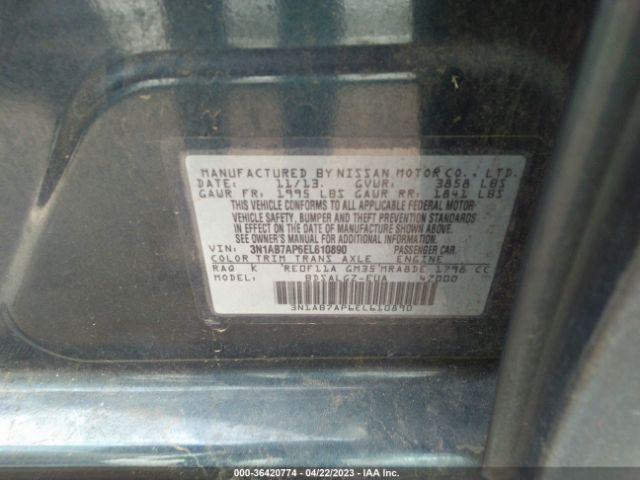 MANUFACTURED BY NISSAN MOTOR CO., LTD.
DATE: 11/13. GVWR: 3858 LBS
GAWR FR: 1995 LBS GAWR RR: 1841 LBS
THIS VEHICLE CONFORMS TO ALL APPLICABLE FEDERAL MOTOR
VEHICLE SAFETY, BUMPER AND THEFT PREVENTION STANDARDS
IN EFFECT ON THE DATE OF MANUFACTURE SHOWN ABOVE.
SEE OWNER'S MANUAL FOR ADDITIONAL INFORMATION
VIN: 3N1AB7AP6EL610890 PASSENGER CAR.
COLOR TRIM TRANS AXLE ENGINE
RAQ K RE0F11A GM35 MRA8DE 1798 CC
MODEL: BDSALGZ-EUA 47000
3N1AB7AP6EL610890
000-36420774 - 04/22/2023 - IAA Inc.